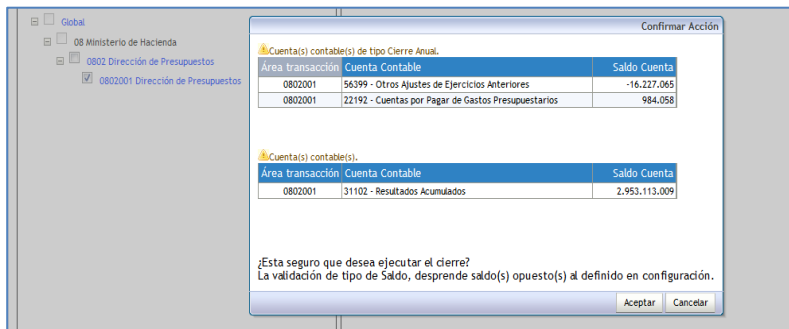 Global
08 Ministerio de Hacienda
0802 Dirección de Presupuestos
0802001 Dirección de Presupuestos
Confirmar Acción
Cuenta(s) contable(s) de tipo Cierre Anual.
Área transacción Cuenta Contable Saldo Cuenta
0802001 56399 - Otros Ajustes de Ejercicios Anteriores -16.227.065
0802001 22192 - Cuentas por Pagar de Gastos Presupuestarios 984.058
Cuenta(s) contable(s).
Área transacción Cuenta Contable Saldo Cuenta
0802001 31102 - Resultados Acumulados 2.953.113.009
¿Esta seguro que desea ejecutar el cierre?
La validación de tipo de Saldo, desprende saldo(s) opuesto(s) al definido en configuración.
Aceptar Cancelar